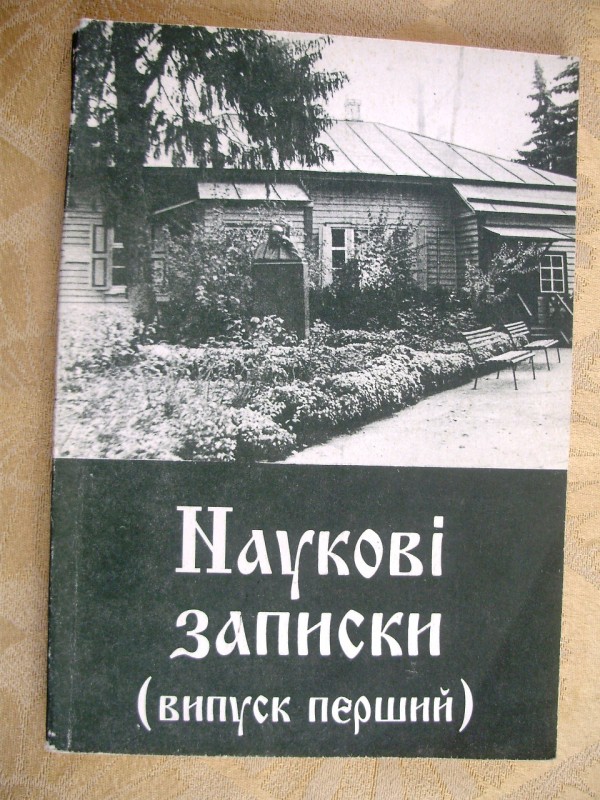 Наукові
записки
(випуск перший)